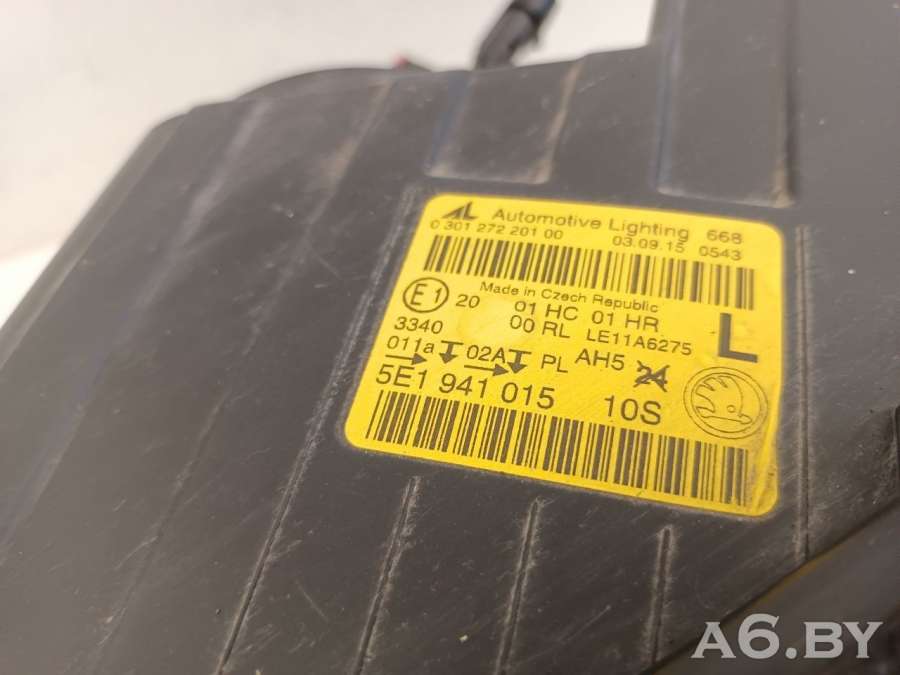 AL Automotive Lighting 668
0 301 272 201 00 03.09.15 0543
Made in Czech Republic
E1 20 01 HC 01 HR
3340 00 RL LE11A6275 L
011a 02A PL AH5 24
5E1 941 015 10S
A6.BY